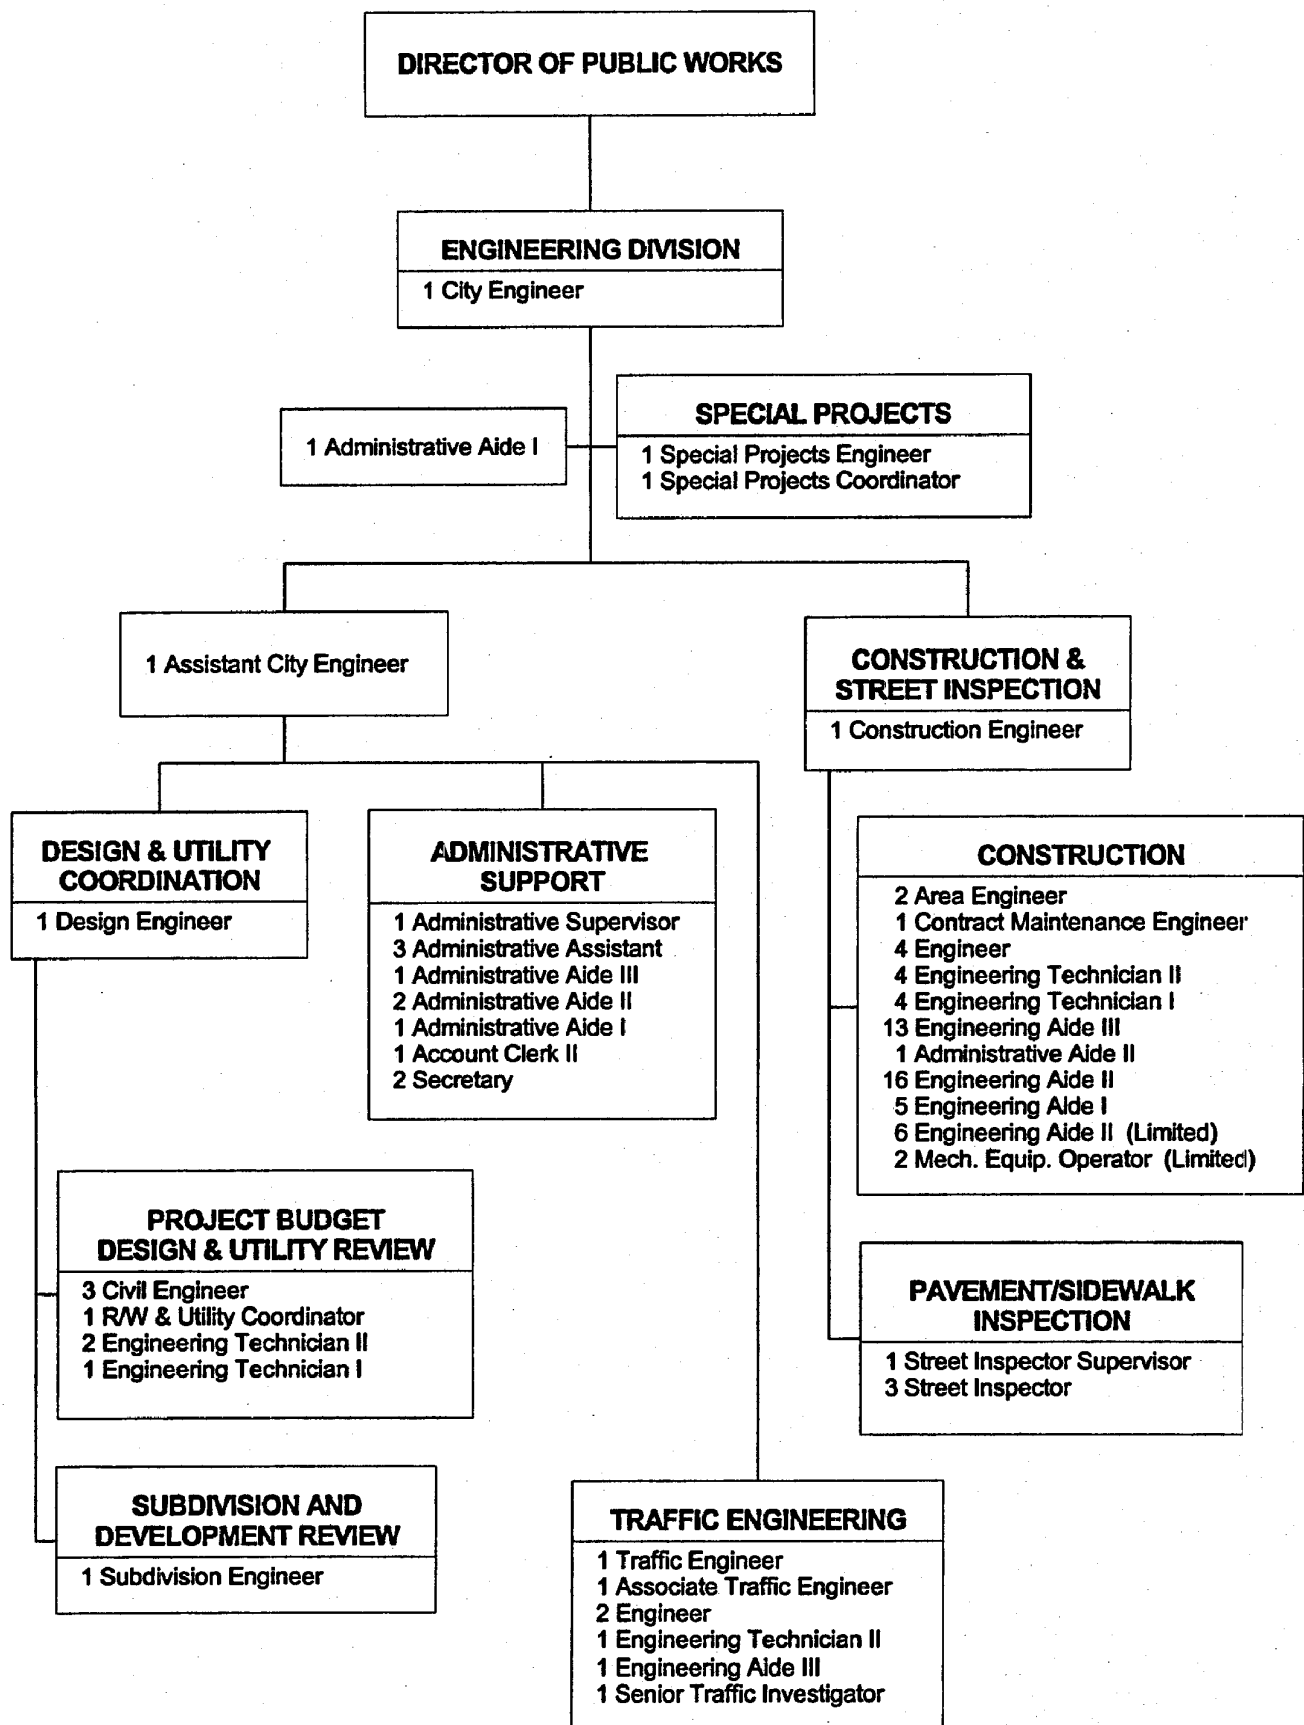 DIRECTOR OF PUBLIC WORKS
ENGINEERING DIVISION
1 City Engineer
1 Administrative Aide I
SPECIAL PROJECTS
1 Special Projects Engineer
1 Special Projects Coordinator
1 Assistant City Engineer
CONSTRUCTION &
STREET INSPECTION
1 Construction Engineer
DESIGN & UTILITY
COORDINATION
1 Design Engineer
ADMINISTRATIVE
SUPPORT
1 Administrative Supervisor
3 Administrative Assistant
1 Administrative Aide III
2 Administrative Aide II
1 Administrative Aide I
1 Account Clerk II
2 Secretary
CONSTRUCTION
2 Area Engineer
1 Contract Maintenance Engineer
4 Engineer
4 Engineering Technician II
4 Engineering Technician I
13 Engineering Aide III
1 Administrative Aide II
16 Engineering Aide II
5 Engineering Aide I
6 Engineering Aide II (Limited)
2 Mech. Equip. Operator (Limited)
PROJECT BUDGET
DESIGN & UTILITY REVIEW
3 Civil Engineer
1 R/W & Utility Coordinator
2 Engineering Technician II
1 Engineering Technician I
PAVEMENT/SIDEWALK
INSPECTION
1 Street Inspector Supervisor
3 Street Inspector
SUBDIVISION AND
DEVELOPMENT REVIEW
1 Subdivision Engineer
TRAFFIC ENGINEERING
1 Traffic Engineer
1 Associate Traffic Engineer
2 Engineer
1 Engineering Technician II
1 Engineering Aide III
1 Senior Traffic Investigator